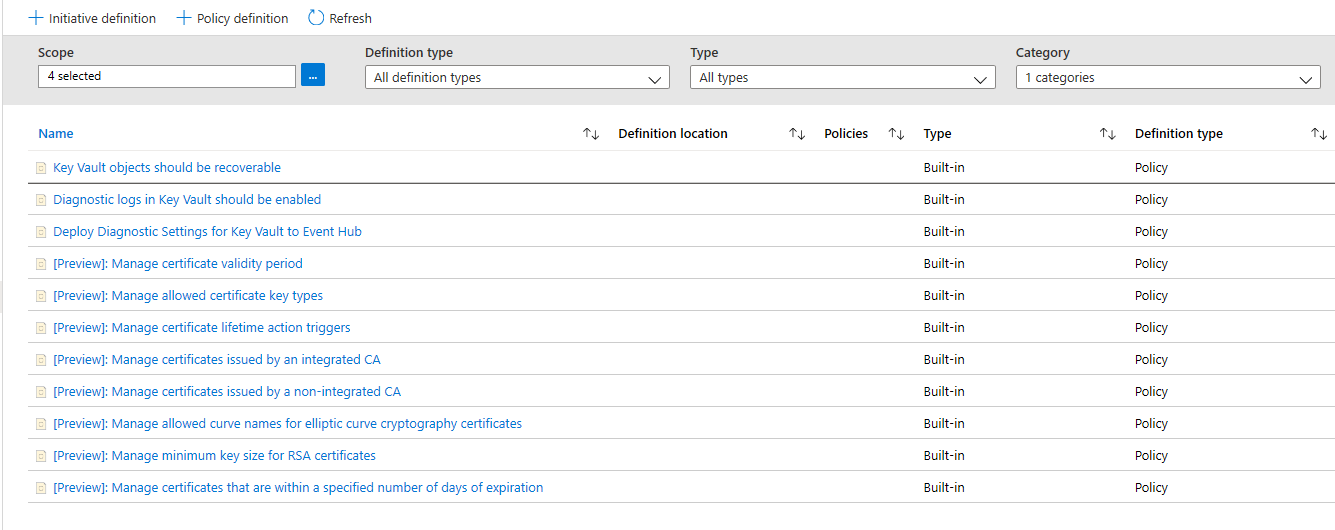 Initiative definition Policy definition Refresh
Scope Definition type Type Category
4 selected ... All definition types All types 1 categories
Name Definition location Policies Type Definition type
Key Vault objects should be recoverable Built-in Policy
Diagnostic logs in Key Vault should be enabled Built-in Policy
Deploy Diagnostic Settings for Key Vault to Event Hub Built-in Policy
[Preview]: Manage certificate validity period Built-in Policy
[Preview]: Manage allowed certificate key types Built-in Policy
[Preview]: Manage certificate lifetime action triggers Built-in Policy
[Preview]: Manage certificates issued by an integrated CA Built-in Policy
[Preview]: Manage certificates issued by a non-integrated CA Built-in Policy
[Preview]: Manage allowed curve names for elliptic curve cryptography certificates Built-in Policy
[Preview]: Manage minimum key size for RSA certificates Built-in Policy
[Preview]: Manage certificates that are within a specified number of days of expiration Built-in Policy